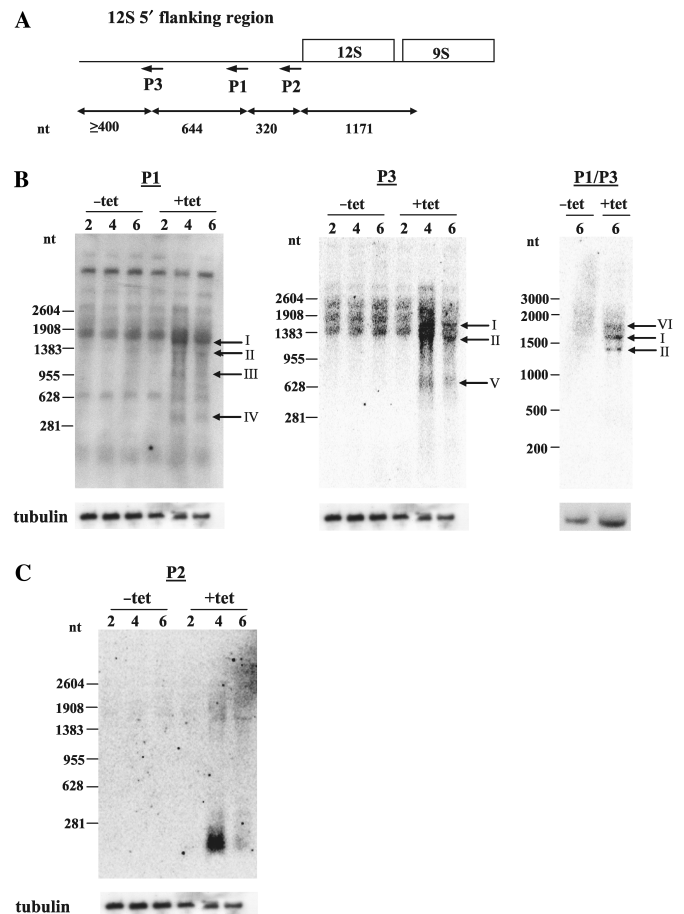 A
12S 5′ flanking region
12S 9S
P3 P1 P2
nt ≥400 644 320 1171
B
P1 P3 P1/P3
–tet +tet –tet +tet –tet +tet
2 4 6 2 4 6 2 4 6 2 4 6 6 6
nt nt nt
2604
1908
1383
955
628
281
I
II
III
IV
2604
1908
1383
955
628
281
I
II
V
3000
2000
1500
1000
500
200
VI
I
II
tubulin
C
P2
–tet +tet
2 4 6 2 4 6
nt
2604
1908
1383
955
628
281
tubulin